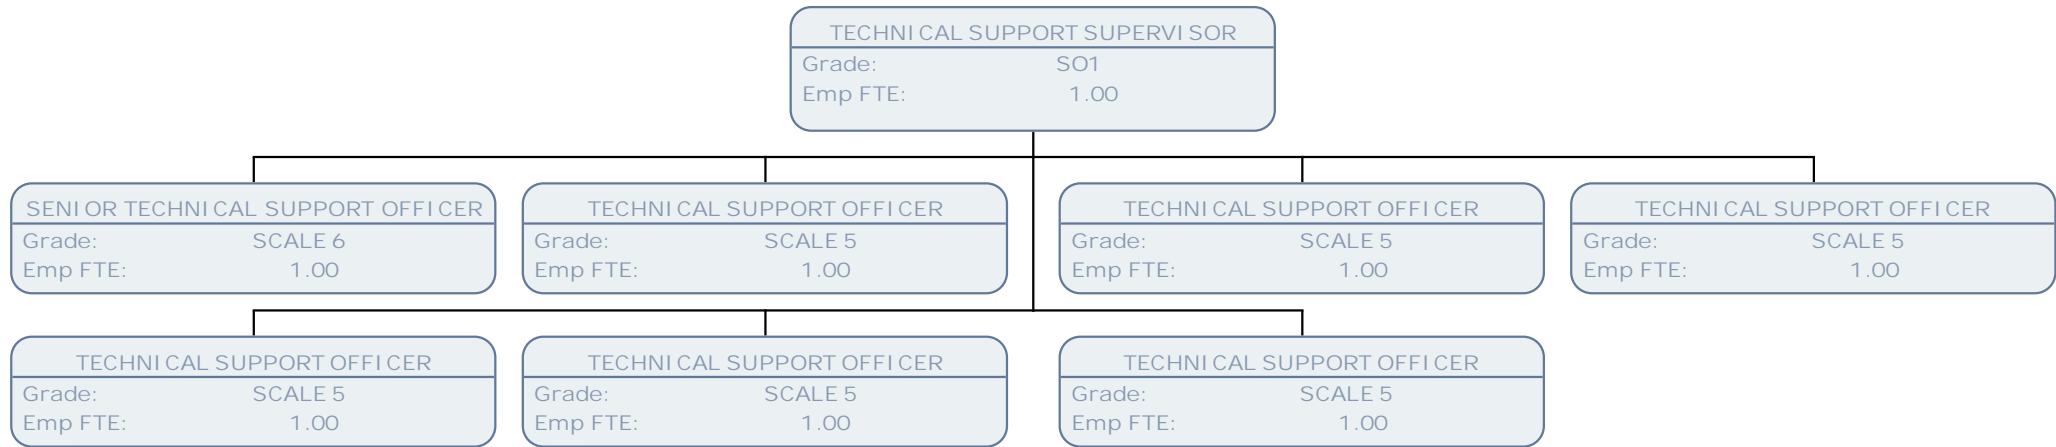 TECHNICAL SUPPORT SUPERVISOR
Grade: SO1
Emp FTE: 1.00
SENIOR TECHNICAL SUPPORT OFFICER
Grade: SCALE 6
Emp FTE: 1.00
TECHNICAL SUPPORT OFFICER
Grade: SCALE 5
Emp FTE: 1.00
TECHNICAL SUPPORT OFFICER
Grade: SCALE 5
Emp FTE: 1.00
TECHNICAL SUPPORT OFFICER
Grade: SCALE 5
Emp FTE: 1.00
TECHNICAL SUPPORT OFFICER
Grade: SCALE 5
Emp FTE: 1.00
TECHNICAL SUPPORT OFFICER
Grade: SCALE 5
Emp FTE: 1.00
TECHNICAL SUPPORT OFFICER
Grade: SCALE 5
Emp FTE: 1.00